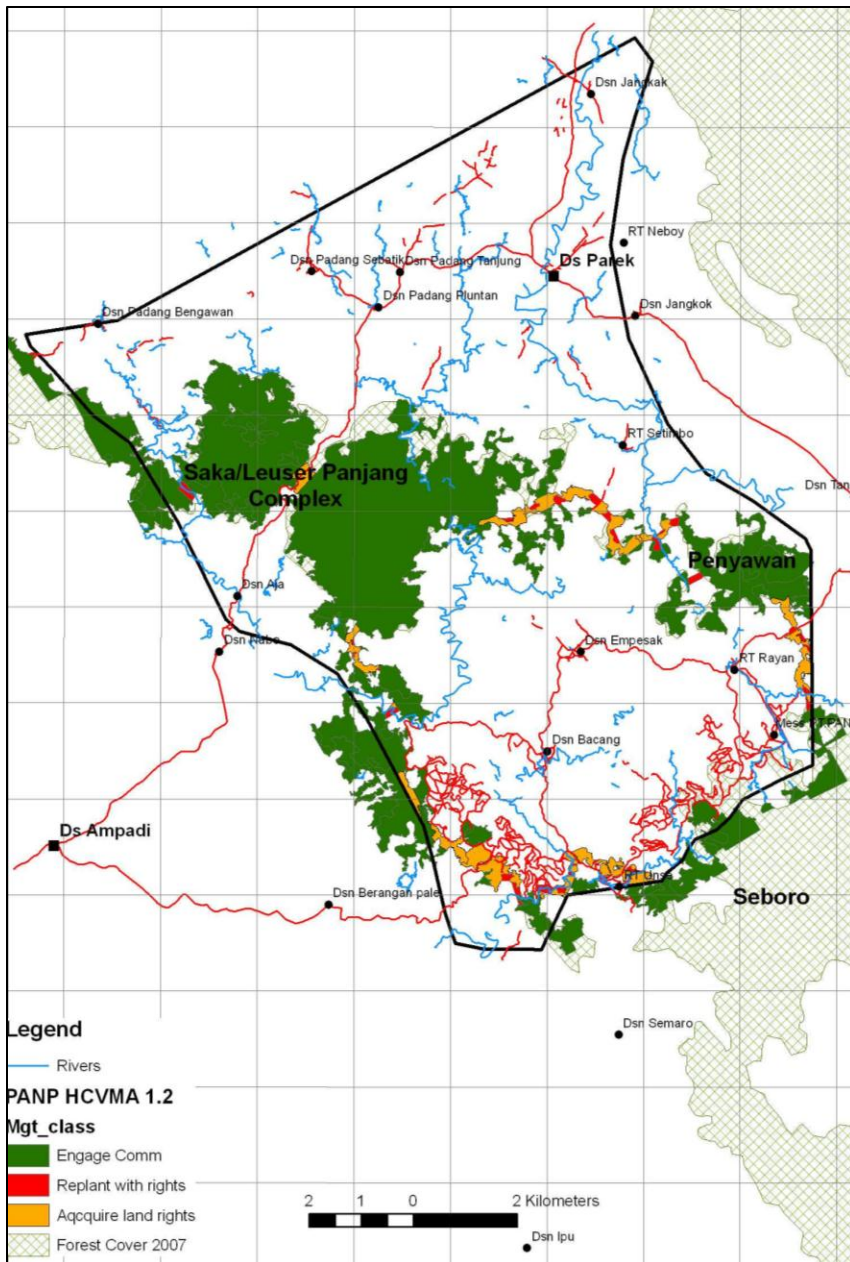 Dsn Jangkak
RT Neboy
Dsn Padang Sebatik
Dsn Padang Tanjung
Ds Parek
Dsn Padang Pluntan
Dsn Jangkok
Dsn Padang Bengawan
RT Setimbo
Saka/Leuser Panjang
Complex
Dsn Tan
Penyawan
Dsn Aja
Dsn Empesak
RT Rayan
Dsn Bacang
Ds Ampadi
Dsn Berangan pale
Seboro
Dsn Semaro
Legend
Rivers
PANP HCVMA 1.2
Mgt_class
Engage Comm
Replant with rights
Aqcquire land rights
Forest Cover 2007
2 1 0 2 Kilometers
Dsn Ipu